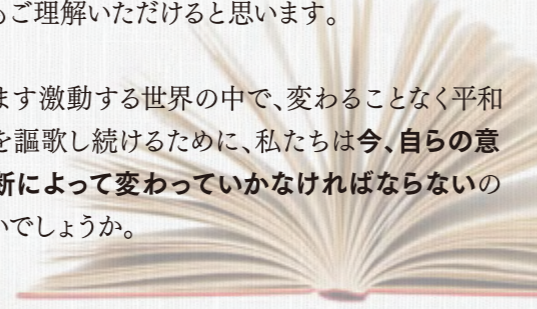 ご理解いただけると思います。
ます激動する世界の中で、変わることなく平和
を謳歌し続けるために、私たちは今、自らの意
断によって変わっていかなければならないの
いでしょうか。